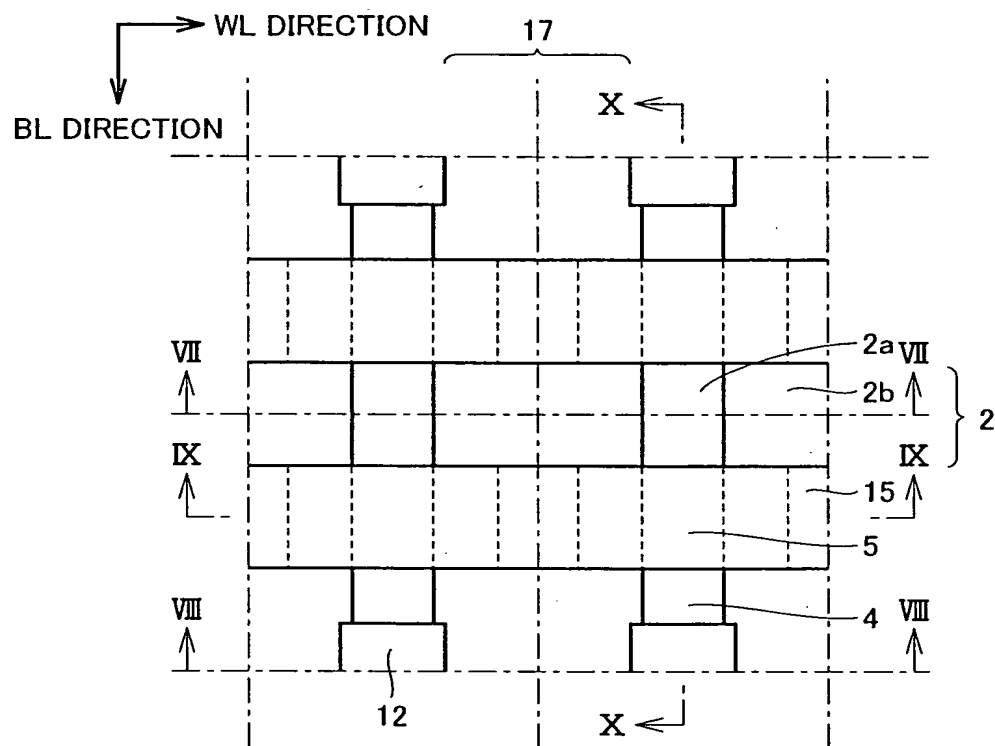 WL DIRECTION
17
X
BL DIRECTION
VII
2a
VII
2b
2
IX
IX
15
5
VIII
4
VIII
12
X